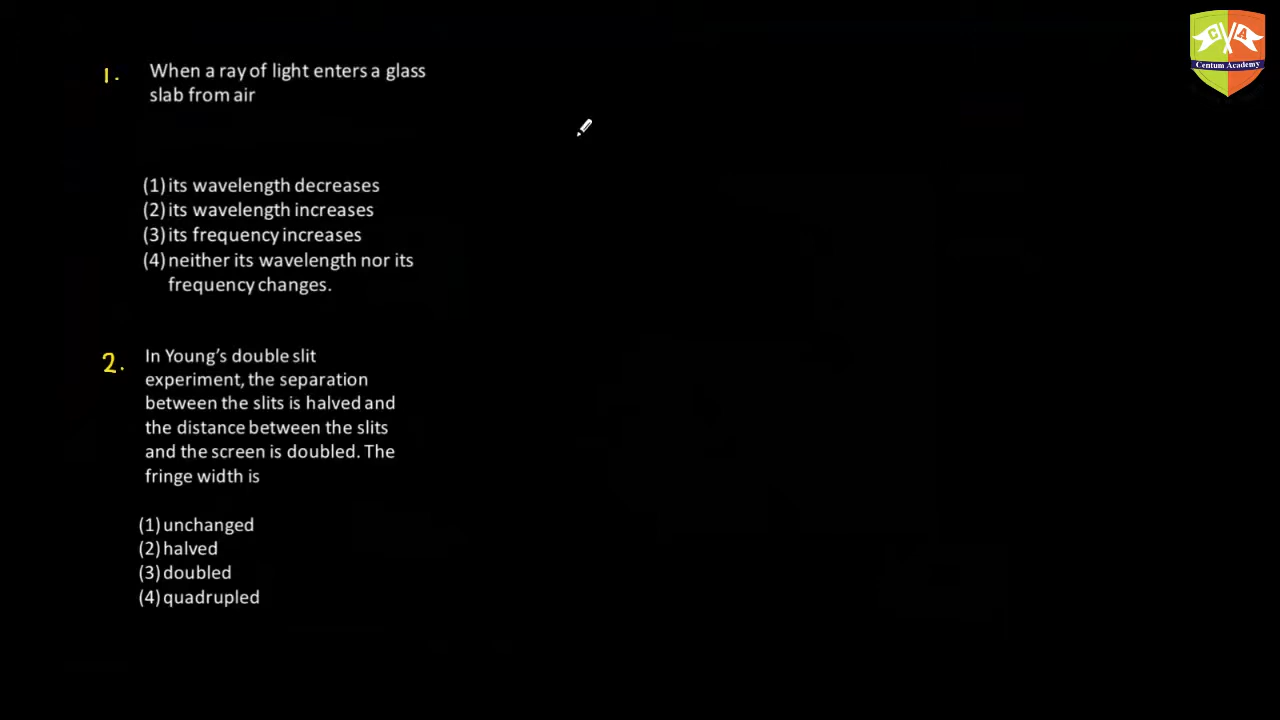 1. When a ray of light enters a glass
slab from air
(1) its wavelength decreases
(2) its wavelength increases
(3) its frequency increases
(4) neither its wavelength nor its
frequency changes.
2. In Young’s double slit
experiment, the separation
between the slits is halved and
the distance between the slits
and the screen is doubled. The
fringe width is
(1) unchanged
(2) halved
(3) doubled
(4) quadrupled
C A
Centum Academy